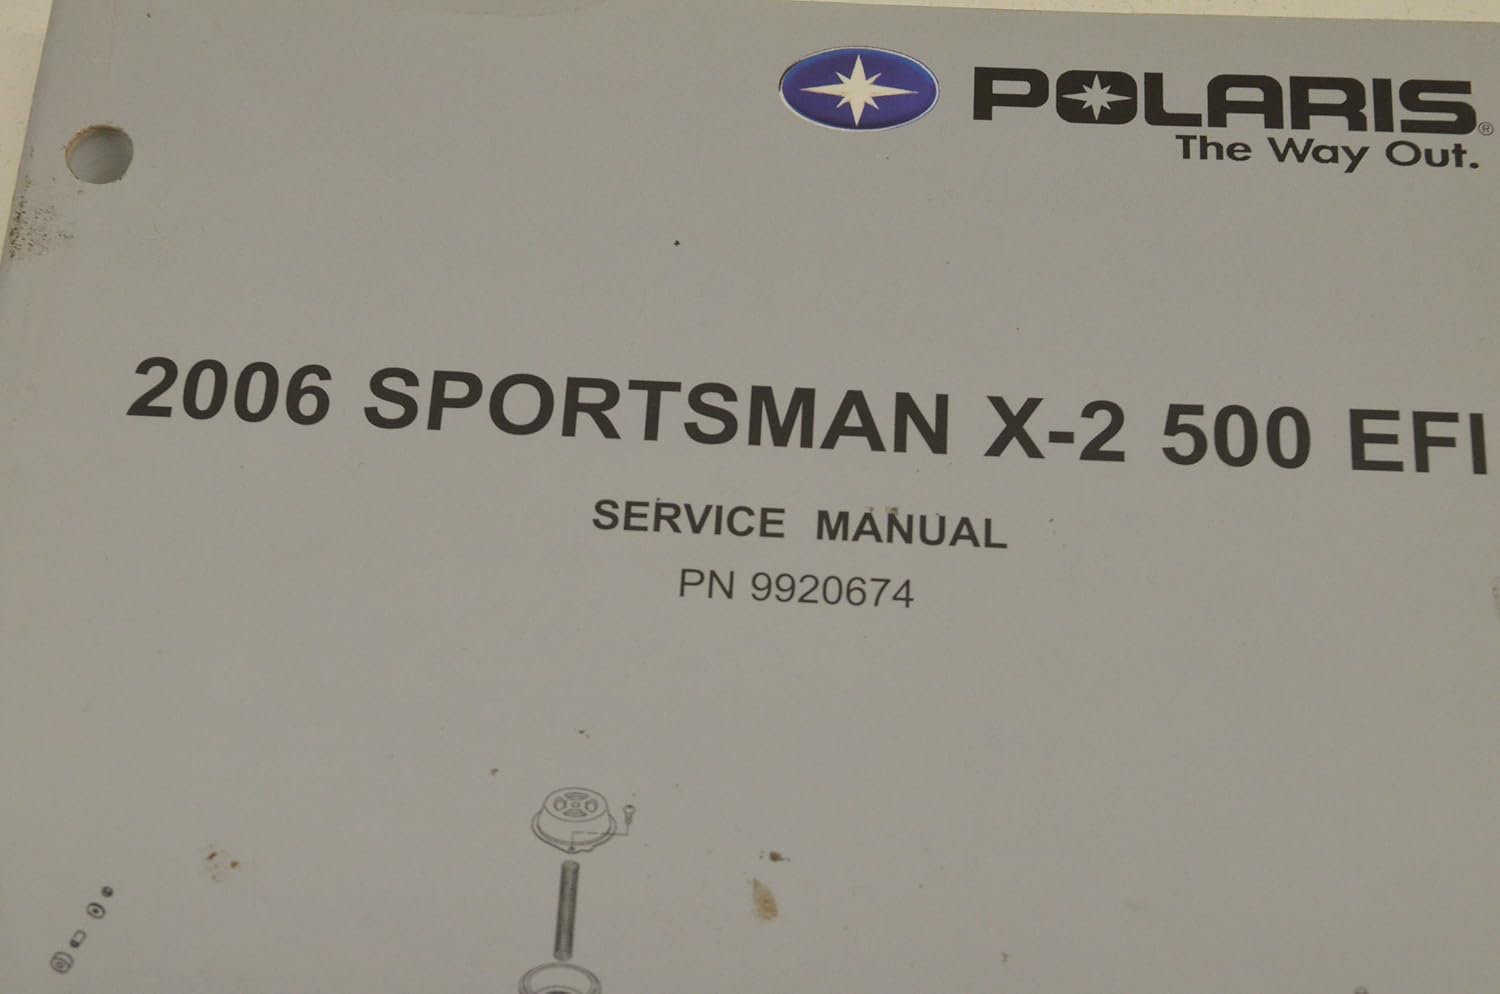 POLARIS®
The Way Out.
2006 SPORTSMAN X-2 500 EFI
SERVICE MANUAL
PN 9920674